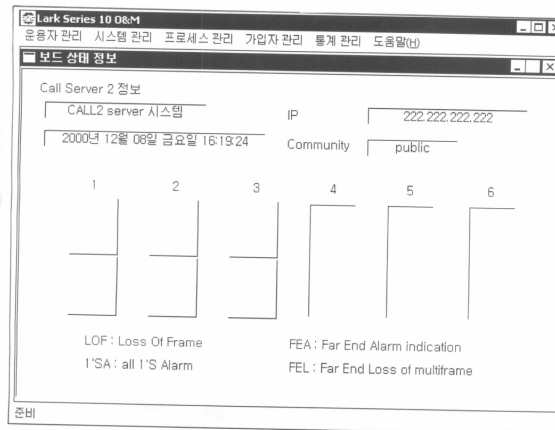 Lark Series 10 O&M
운용자 관리 시스템 관리 프로세스 관리 가입자 관리 통계 관리 도움말(H)
보드 상태 정보
Call Server 2 정보
CALL2 server 시스템
IP 222.222.222.222
2000년 12월 08일 금요일 16:19:24
Community public
1 2 3 4 5 6
LOF : Loss Of Frame
FEA : Far End Alarm indication
1'SA : all 1'S Alarm
FEL : Far End Loss of multiframe
준비